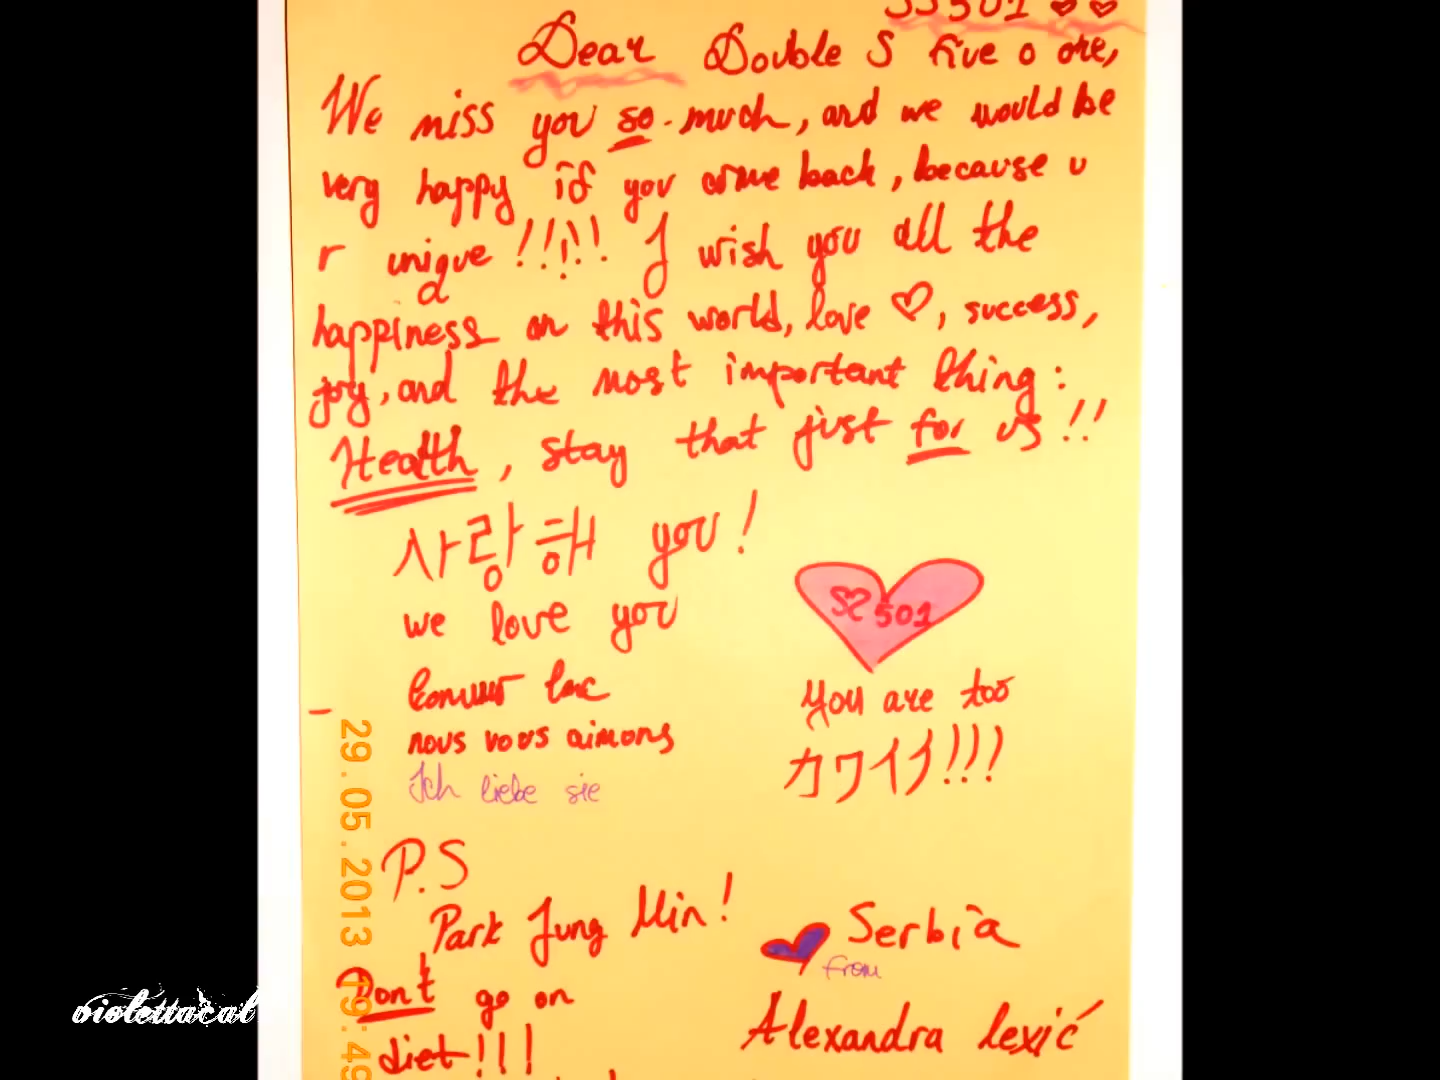 SS501 ♥ ♥
Dear Double S five o one,
We miss you so much, and we would be
very happy if you come back, because u
r unique !!!!! I wish you all the
happiness on this world, love ♡, success,
joy, and the most important thing:
Health, stay that just for us !!
사랑해 you!
we love you
SS501
nous vous aimons
Ich liebe sie
You are too
カワイイ!!!
P.S
Park Jung Min!
Don't go on
diet!!!
Serbia
from
Alexandra lexić
29.05.2013 19:49
violettacal